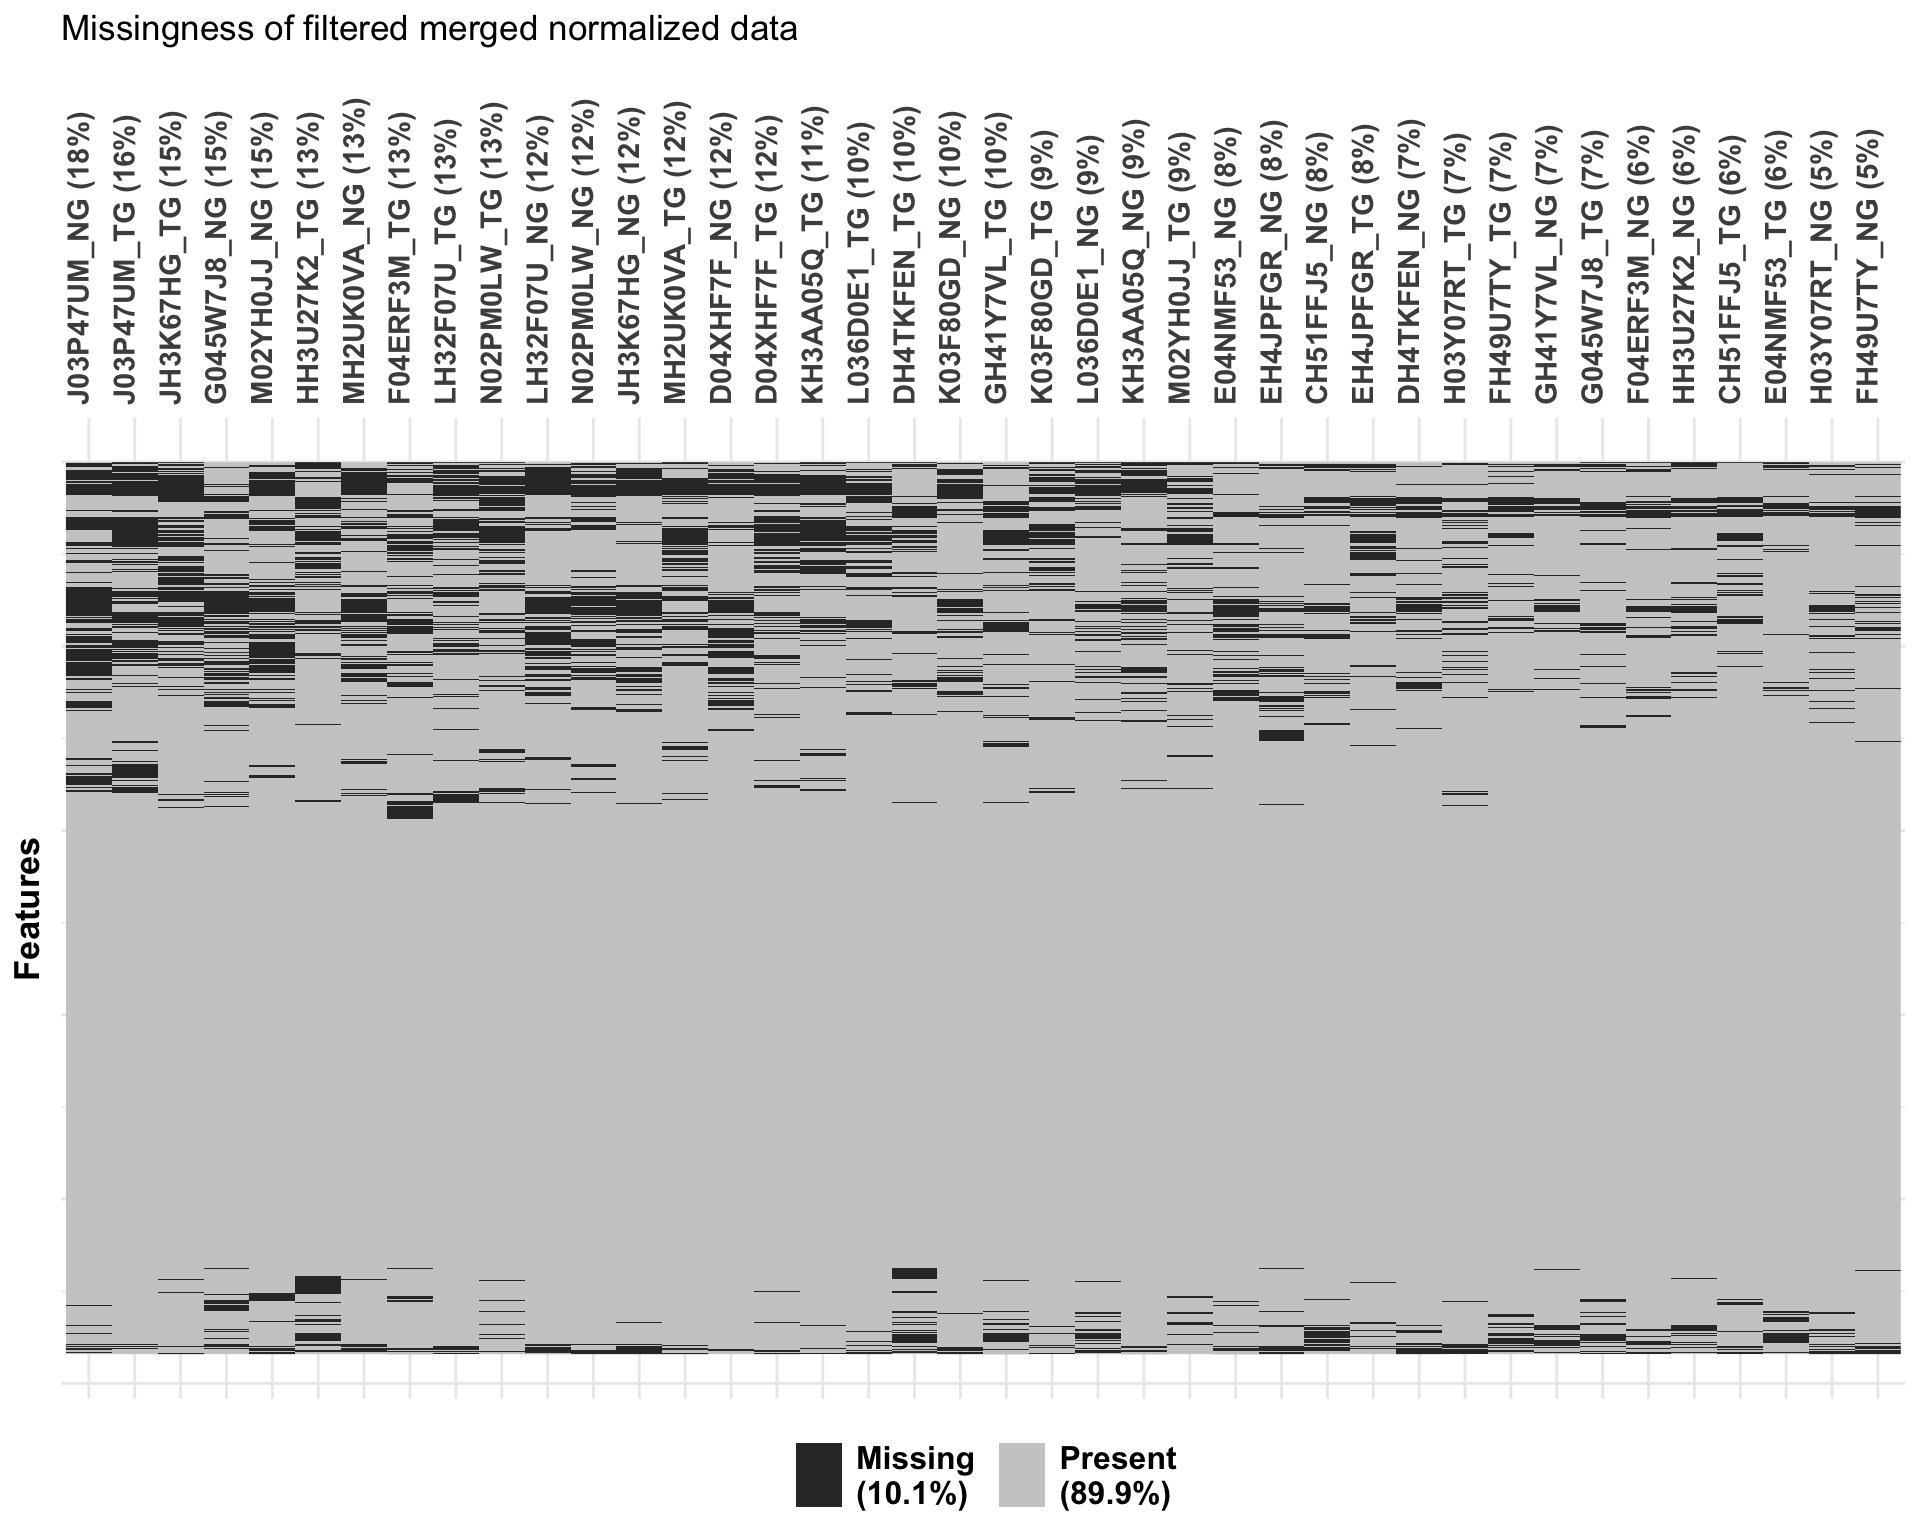 Missingness of filtered merged normalized data
J03P47UM_NG (18%)
J03P47UM_TG (16%)
JH3K67HG_TG (15%)
G045W7J8_NG (15%)
M02YH0JJ_NG (15%)
HH3U27K2_TG (13%)
MH2UK0VA_NG (13%)
F04ERF3M_TG (13%)
LH32F07U_TG (13%)
N02PM0LW_TG (13%)
LH32F07U_NG (12%)
N02PM0LW_NG (12%)
JH3K67HG_NG (12%)
MH2UK0VA_TG (12%)
D04XHF7F_NG (12%)
D04XHF7F_TG (12%)
KH3AA05Q_TG (11%)
L036D0E1_TG (10%)
DH4TKFEN_TG (10%)
K03F80GD_NG (10%)
GH41Y7VL_TG (10%)
K03F80GD_TG (9%)
L036D0E1_NG (9%)
KH3AA05Q_NG (9%)
M02YH0JJ_TG (9%)
E04NMF53_NG (8%)
EH4JPFGR_NG (8%)
CH51FFJ5_NG (8%)
EH4JPFGR_TG (8%)
DH4TKFEN_NG (7%)
H03Y07RT_TG (7%)
FH49U7TY_TG (7%)
GH41Y7VL_NG (7%)
G045W7J8_TG (7%)
F04ERF3M_NG (6%)
HH3U27K2_NG (6%)
CH51FFJ5_TG (6%)
E04NMF53_TG (6%)
H03Y07RT_NG (5%)
FH49U7TY_NG (5%)
Features
Missing
(10.1%)
Present
(89.9%)